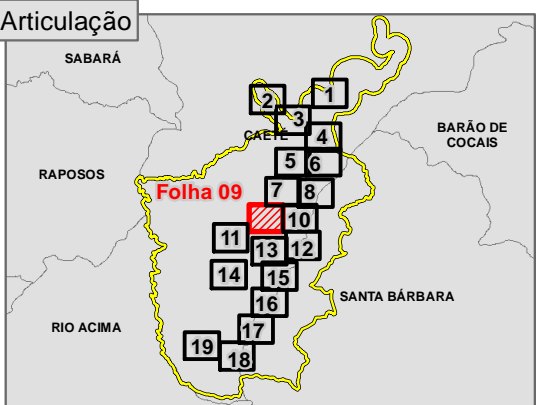 Articulação
SABARÁ
1
2
3
CAETÉ
4
BARÃO DE
COCAIS
5
6
RAPOSOS
7
8
Folha 09
10
11
13
12
14
15
SANTA BÁRBARA
16
RIO ACIMA
17
19
18